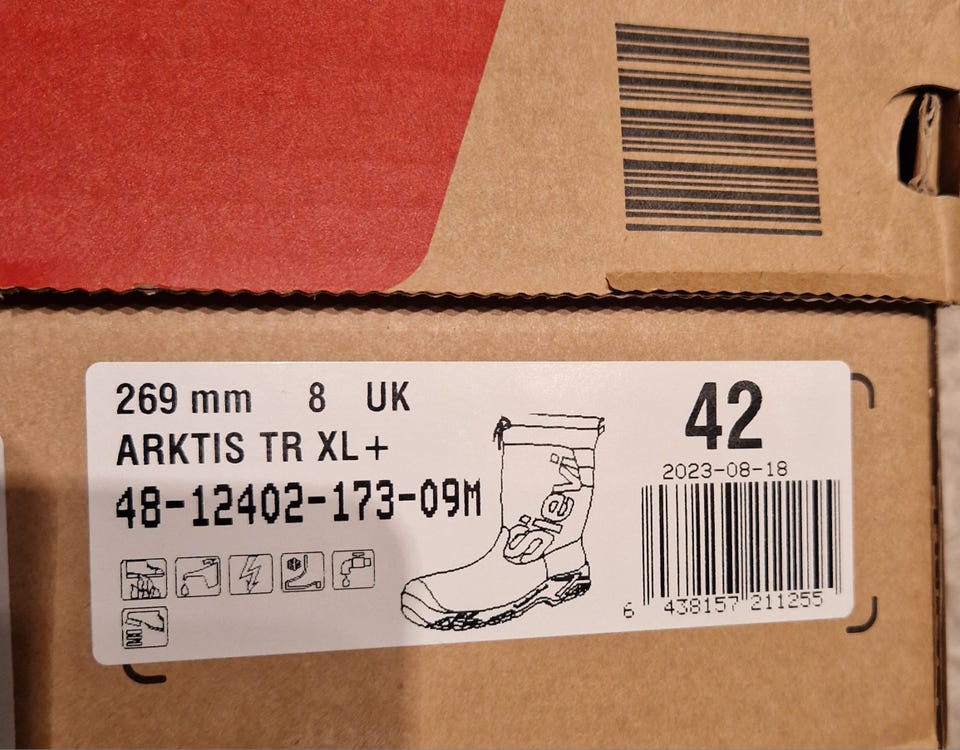 269 mm 8 UK
ARKTIS TR XL+
48-12402-173-09M
Sievi
42
2023-08-18
6 438157 211255